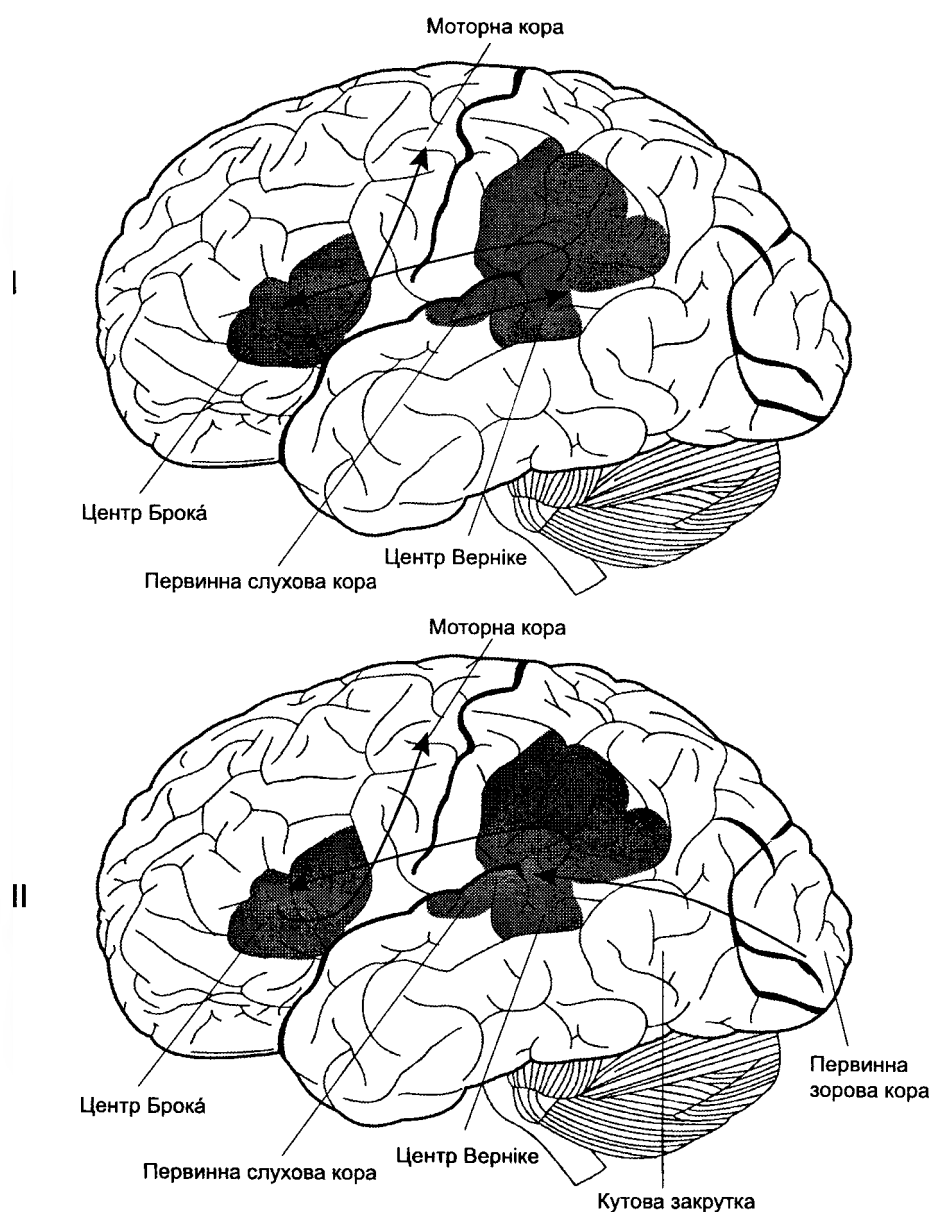 Моторна кора
I
Центр Брока́
Центр Верніке
Первинна слухова кора
Моторна кора
II
Первинна
зорова кора
Центр Брока́
Центр Верніке
Первинна слухова кора
Кутова закрутка